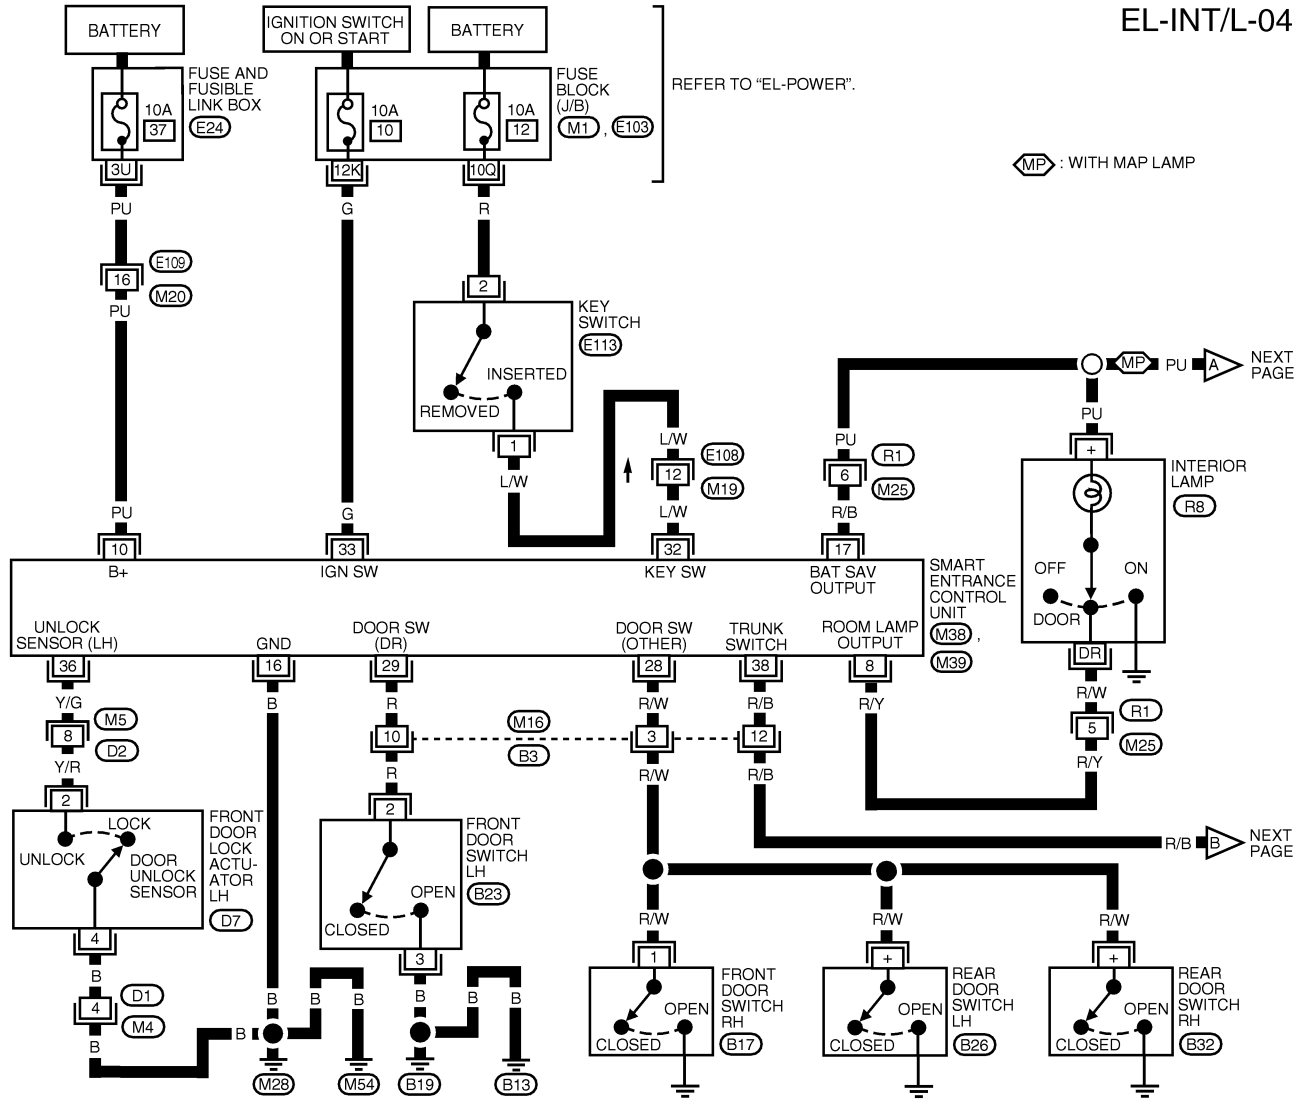 EL-INT/L-04
BATTERY
IGNITION SWITCH
ON OR START
BATTERY
FUSE AND
FUSIBLE
LINK BOX
E24
10A
37
3U
10A
10
12K
10A
12
10Q
FUSE
BLOCK
(J/B)
M1 , E103
REFER TO “EL-POWER”.
MP : WITH MAP LAMP
PU
G
R
16
E109
M20
PU
2
KEY
SWITCH
E113
INSERTED
REMOVED
1
L/W
L/W
12
E108
M19
L/W
PU
6
R1
M25
R/B
MP
PU
A
NEXT
PAGE
PU
+
INTERIOR
LAMP
R8
OFF
ON
DOOR
DR
PU
G
10
33
32
17
B+
IGN SW
KEY SW
BAT SAV
OUTPUT
SMART
ENTRANCE
CONTROL
UNIT
M38 ,
M39
UNLOCK
SENSOR (LH)
GND
DOOR SW
(DR)
DOOR SW
(OTHER)
TRUNK
SWITCH
ROOM LAMP
OUTPUT
36
16
29
28
38
8
Y/G
B
R
R/W
R/B
R/Y
R/W
8
M5
D2
10
M16
B3
3
12
5
R1
M25
Y/R
R
R/W
R/B
R/Y
2
LOCK
UNLOCK
DOOR
UNLOCK
SENSOR
FRONT
DOOR
LOCK
ACTU-
ATOR
LH
D7
4
2
FRONT
DOOR
SWITCH
LH
B23
OPEN
CLOSED
3
R/B
B
NEXT
PAGE
R/W
R/W
R/W
1
+
+
B
4
D1
M4
B
B
B
B
B
B
B
B
M28
M54
B19
B13
OPEN
CLOSED
FRONT
DOOR
SWITCH
RH
B17
OPEN
CLOSED
REAR
DOOR
SWITCH
LH
B26
OPEN
CLOSED
REAR
DOOR
SWITCH
RH
B32